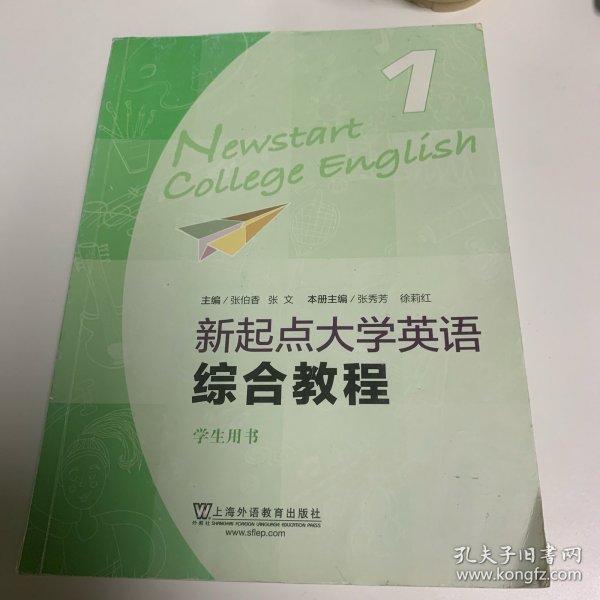 1
Newstart
College English
主编/张伯香 张 文 本册主编/张秀芳 徐莉红
新起点大学英语
综合教程
学生用书
W 外教社
上海外语教育出版社
SHANGHAI FOREIGN LANGUAGE EDUCATION PRESS
www.sflep.com
孔夫子旧书网
www.kongfz.com